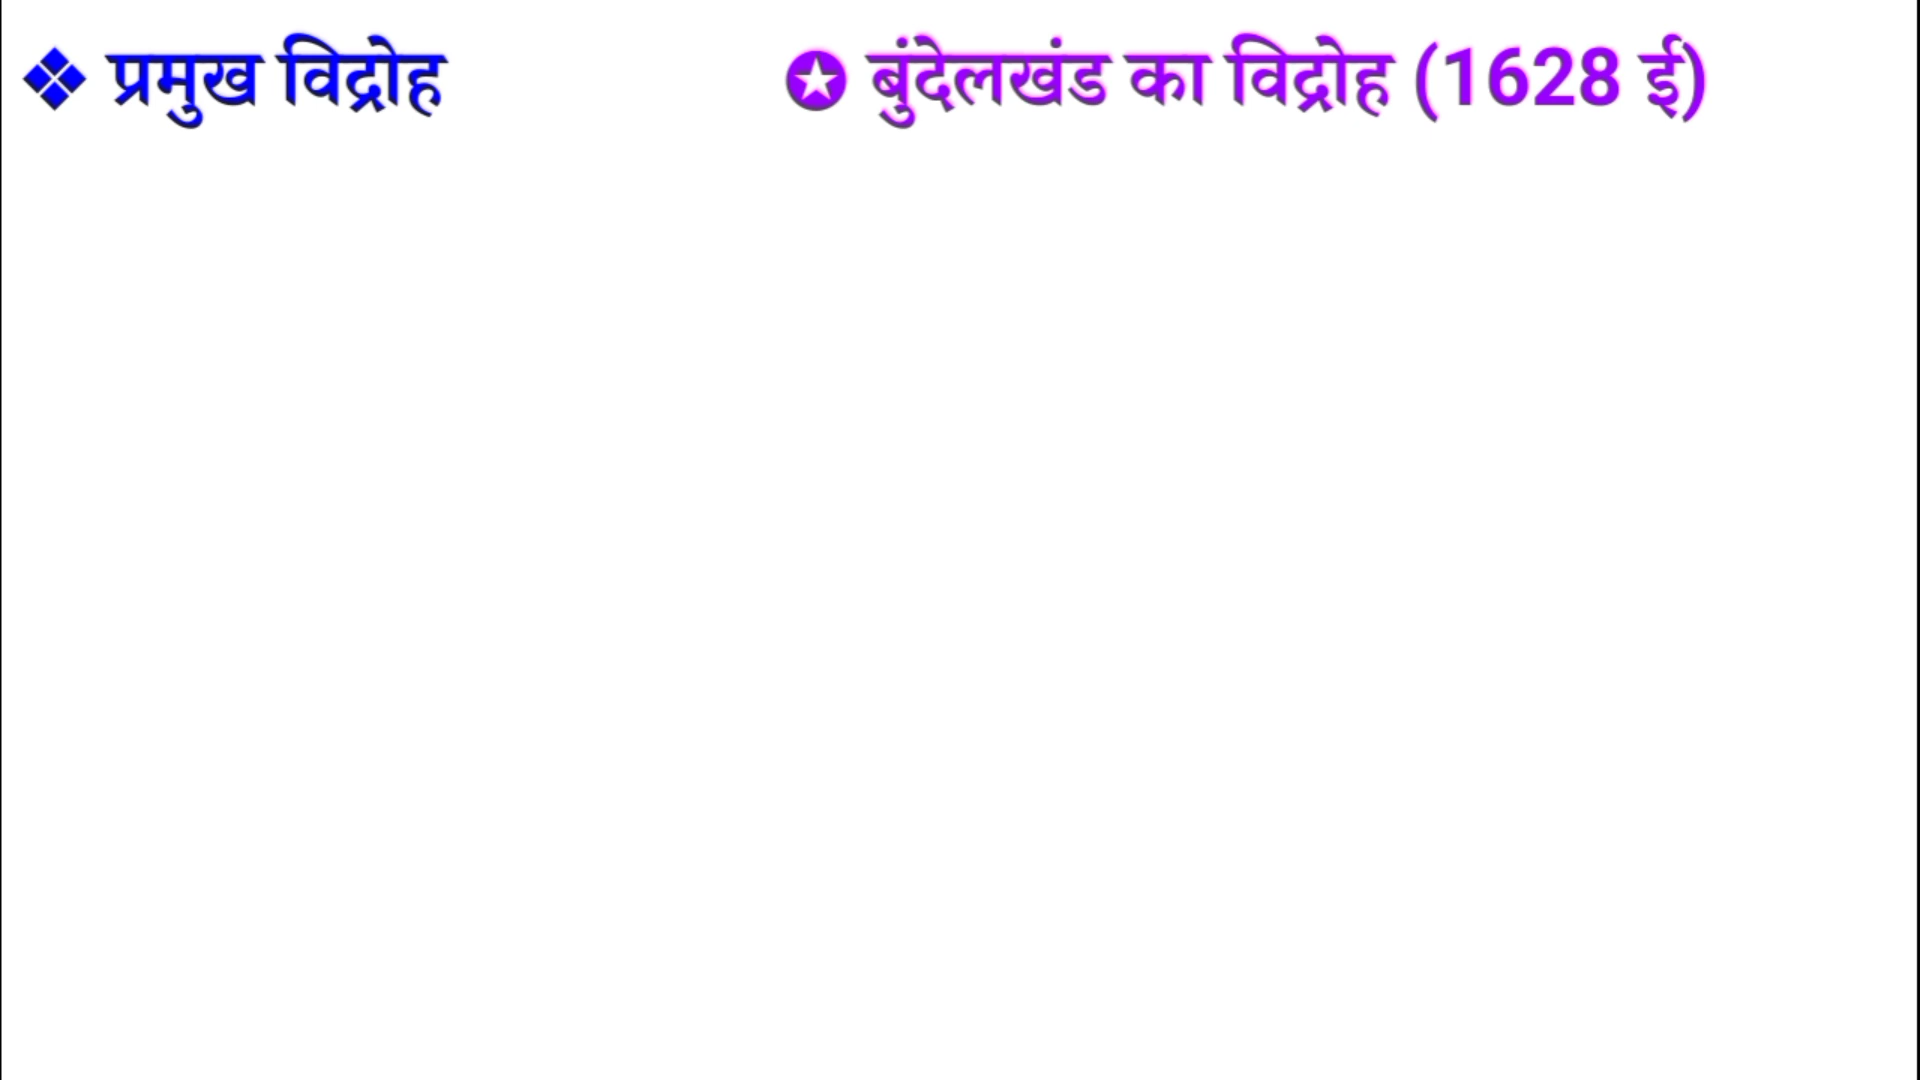 ❖ प्रमुख विद्रोह ✪ बुंदेलखंड का विद्रोह (1628 ई)